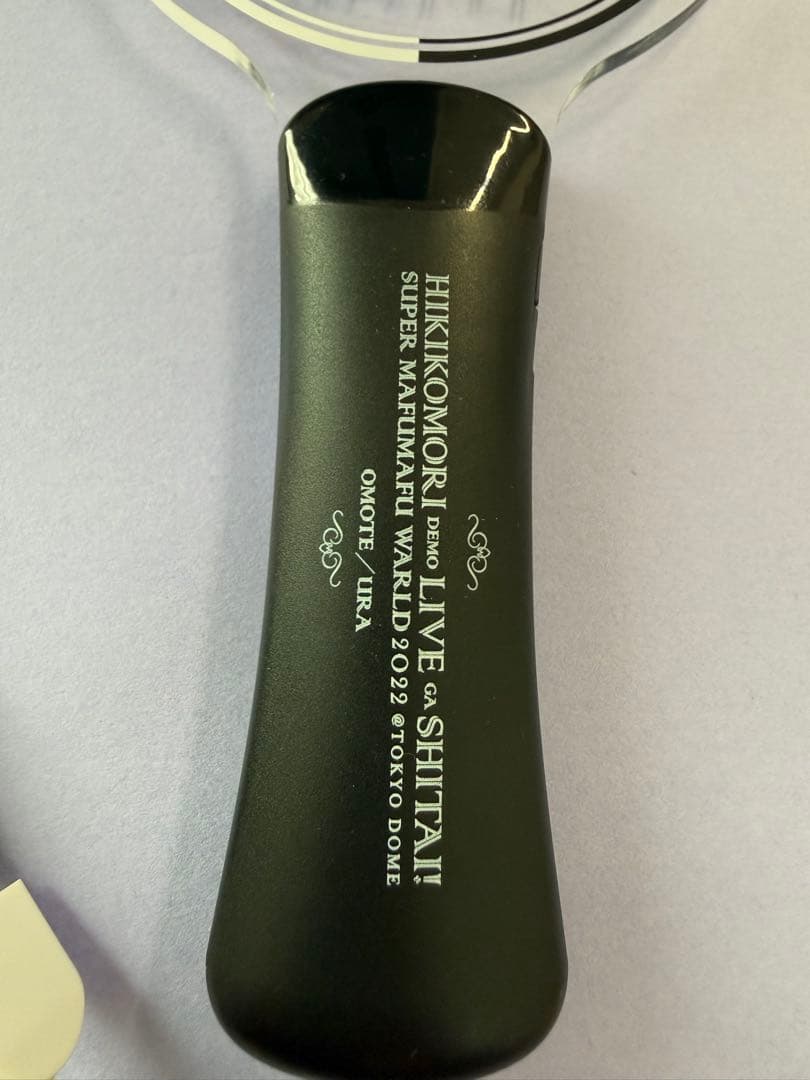 HIKIKOMORI DEMO LIVE GA SHITAI!
SUPER MAFUMAFU WARLD 2022 @TOKYO DOME
OMOTE / URA